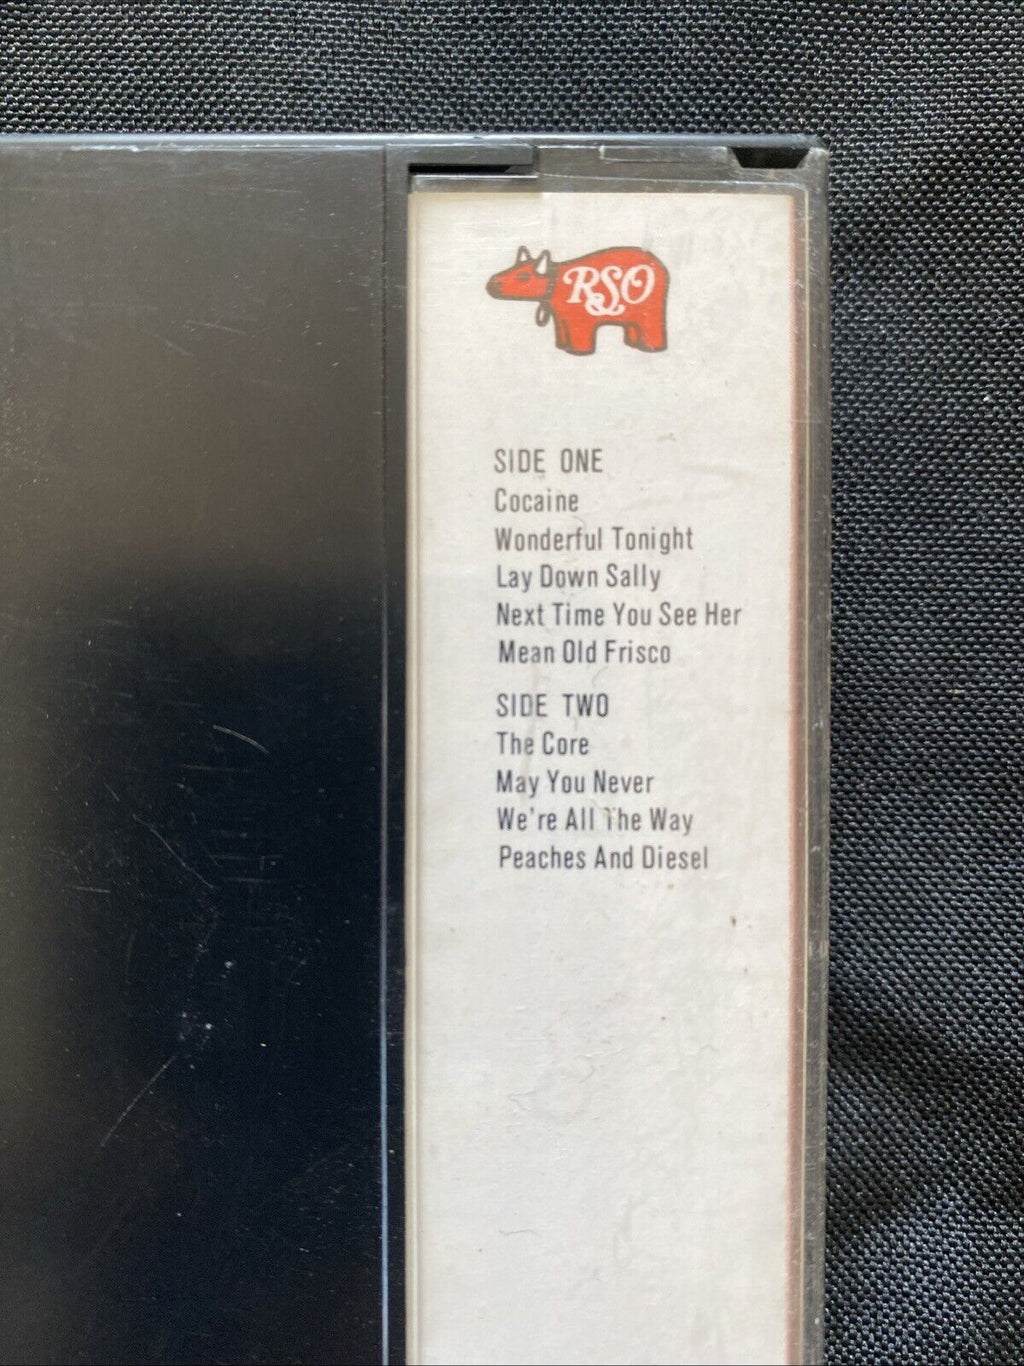 RSO
SIDE ONE
Cocaine
Wonderful Tonight
Lay Down Sally
Next Time You See Her
Mean Old Frisco
SIDE TWO
The Core
May You Never
We're All The Way
Peaches And Diesel